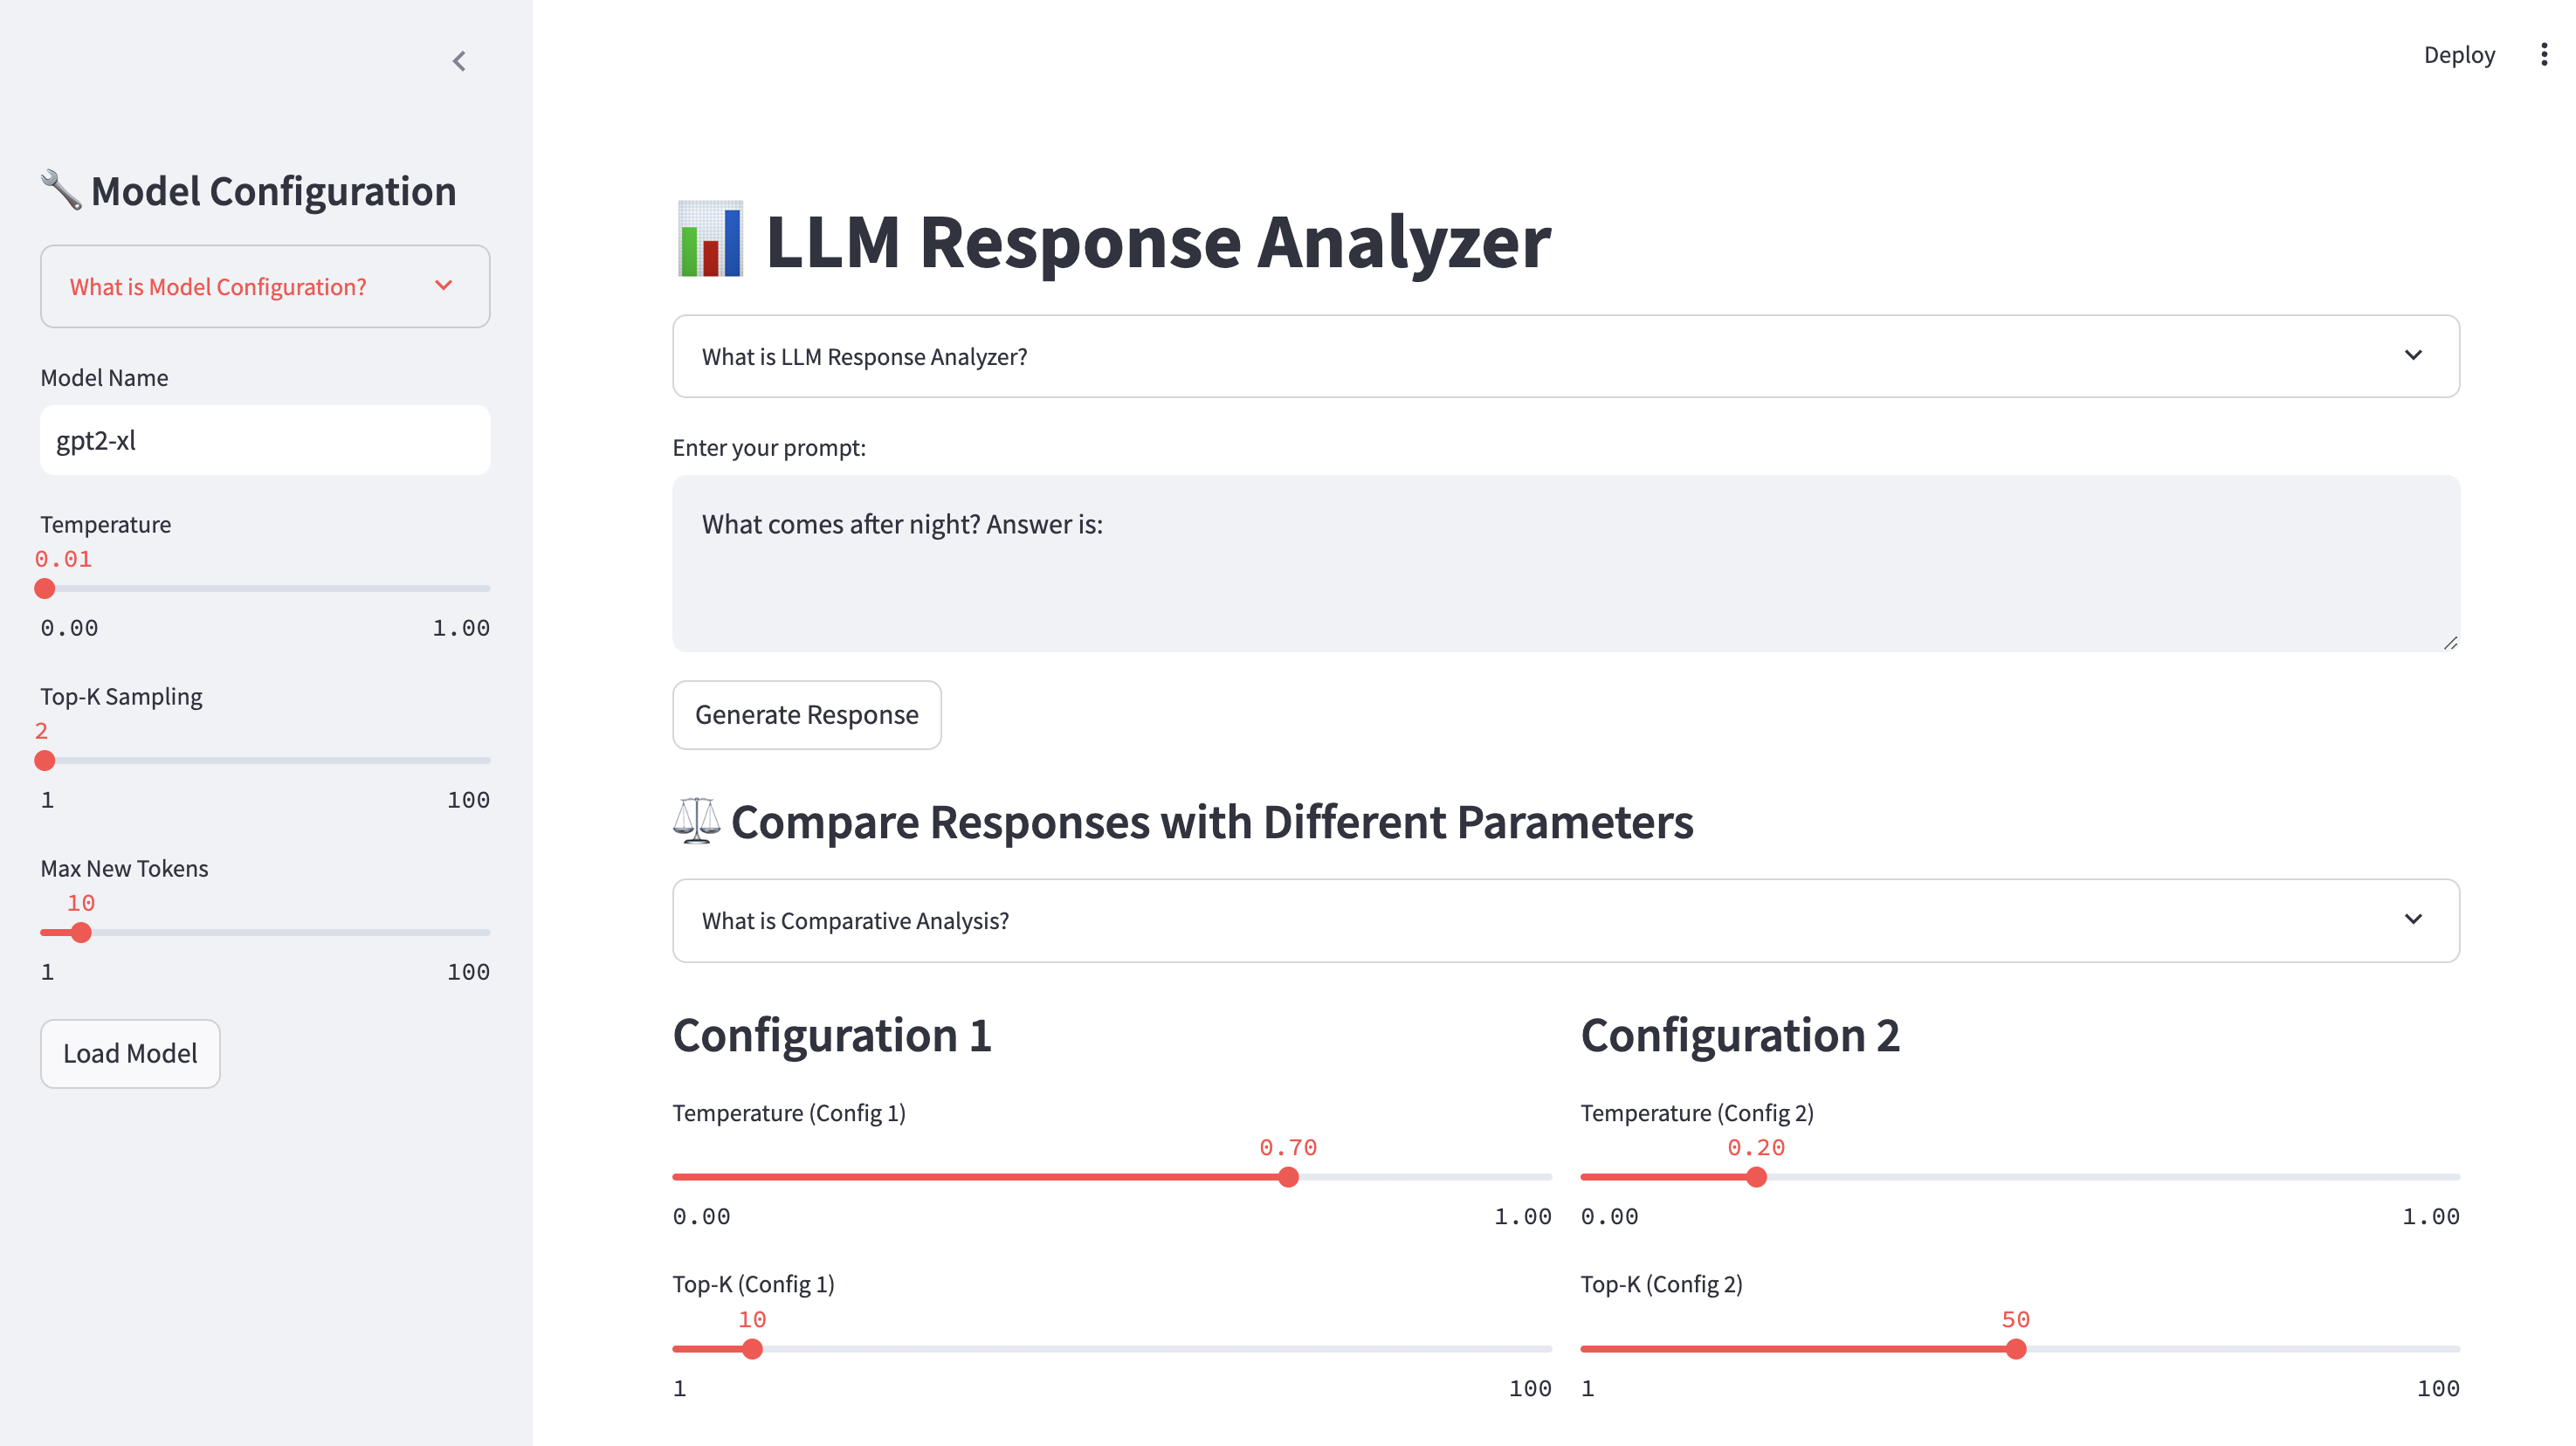 Deploy
🔧 Model Configuration
What is Model Configuration?
Model Name
gpt2-xl
Temperature
0.01
0.00 1.00
Top-K Sampling
2
1 100
Max New Tokens
10
1 100
Load Model
📊 LLM Response Analyzer
What is LLM Response Analyzer?
Enter your prompt:
What comes after night? Answer is:
Generate Response
⚖️ Compare Responses with Different Parameters
What is Comparative Analysis?
Configuration 1
Temperature (Config 1)
0.70
0.00 1.00
Top-K (Config 1)
10
1 100
Configuration 2
Temperature (Config 2)
0.20
0.00 1.00
Top-K (Config 2)
50
1 100